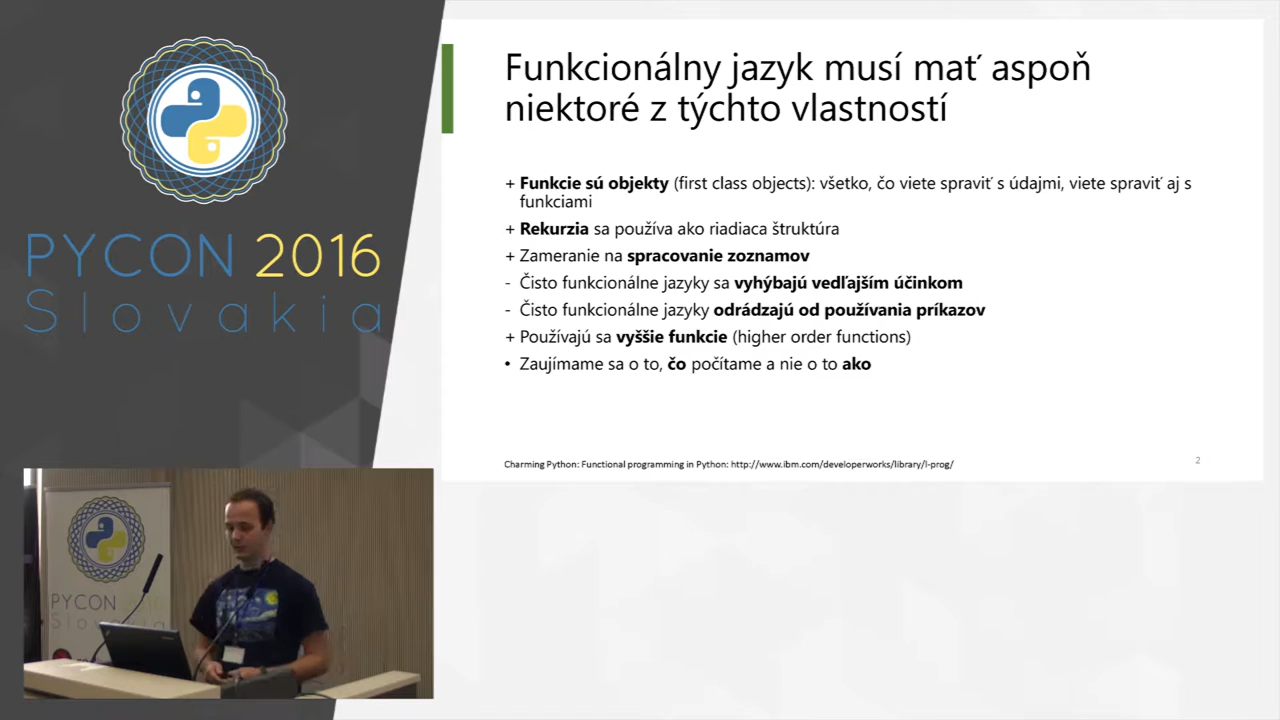 PYCON 2016
Slovakia
Funkcionálny jazyk musí mať aspoň
niektoré z týchto vlastností
+ Funkcie sú objekty (first class objects): všetko, čo viete spraviť s údajmi, viete spraviť aj s
funkciami
+ Rekurzia sa používa ako riadiaca štruktúra
+ Zameranie na spracovanie zoznamov
- Čisto funkcionálne jazyky sa vyhýbajú vedľajším účinkom
- Čisto funkcionálne jazyky odrádzajú od používania príkazov
+ Používajú sa vyššie funkcie (higher order functions)
• Zaujímame sa o to, čo počítame a nie o to ako
Charming Python: Functional programming in Python: http://www.ibm.com/developerworks/library/l-prog/
2
PYCON
Slovakia